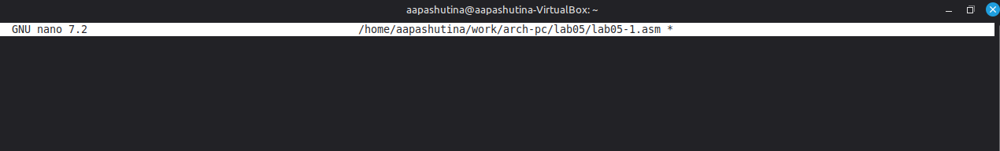 aapashutina@aapashutina-VirtualBox: ~
GNU nano 7.2 /home/aapashutina/work/arch-pc/lab05/lab05-1.asm *